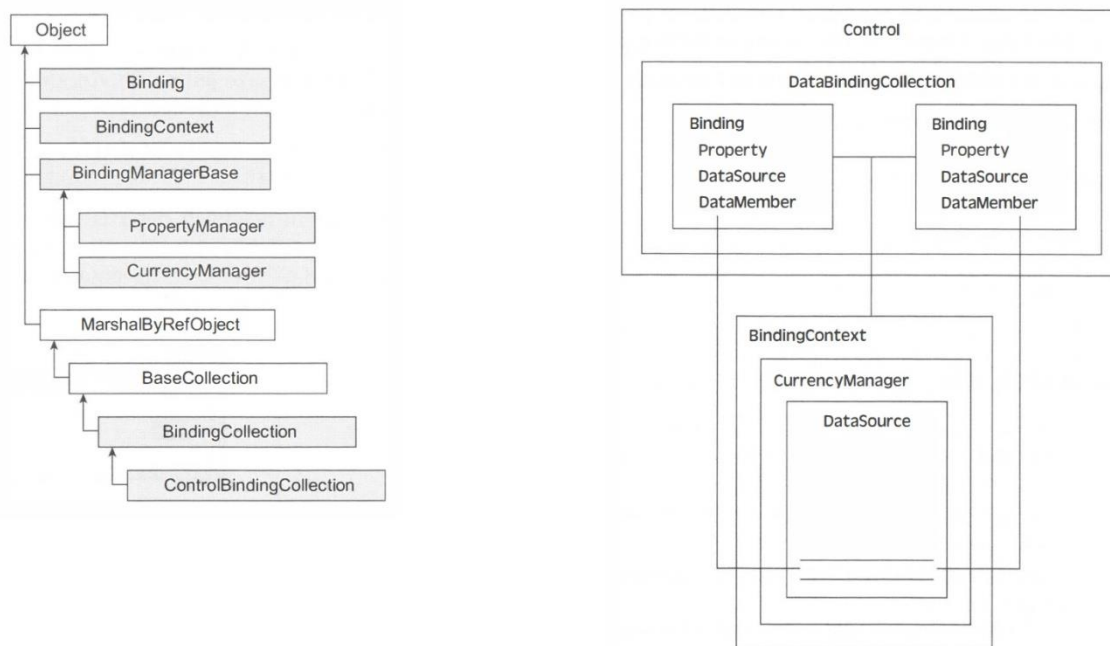 Object
Binding
BindingContext
BindingManagerBase
PropertyManager
CurrencyManager
MarshalByRefObject
BaseCollection
BindingCollection
ControlBindingCollection
Control
DataBindingCollection
Binding
Property
DataSource
DataMember
Binding
Property
DataSource
DataMember
BindingContext
CurrencyManager
DataSource